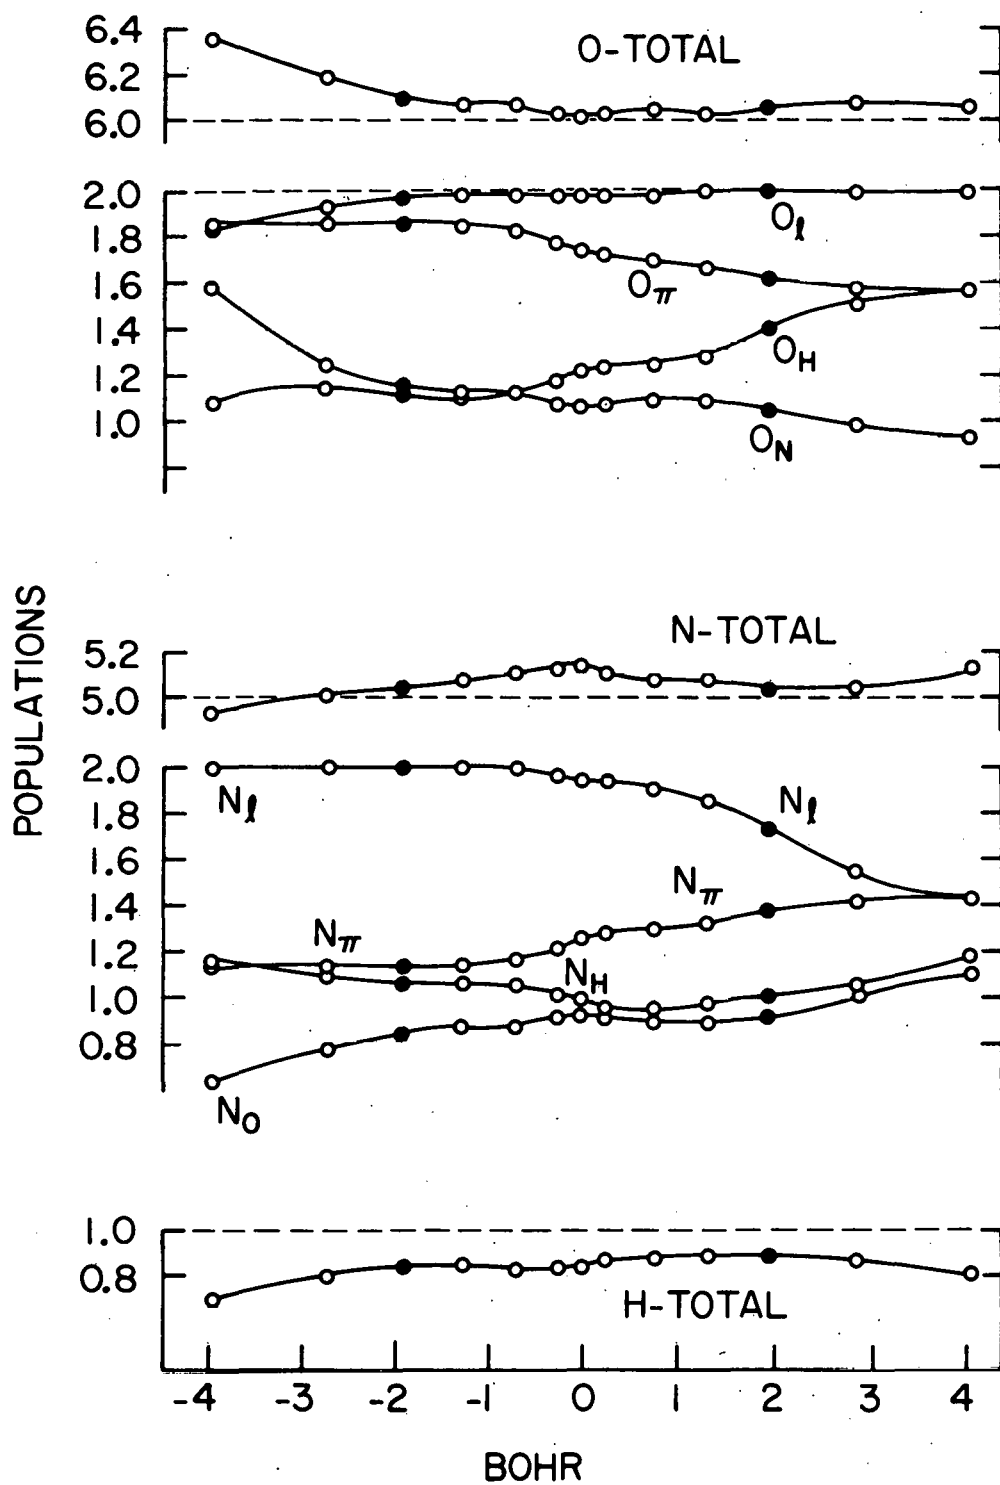 O-TOTAL
6.4
6.2
6.0
2.0
1.8
1.6
1.4
1.2
1.0
Oℓ
Oπ
OH
ON
POPULATIONS
N-TOTAL
5.2
5.0
2.0
1.8
1.6
1.4
1.2
1.0
0.8
Nℓ
Nℓ
Nπ
Nπ
NH
NO
1.0
0.8
H-TOTAL
-4 -3 -2 -1 0 1 2 3 4
BOHR